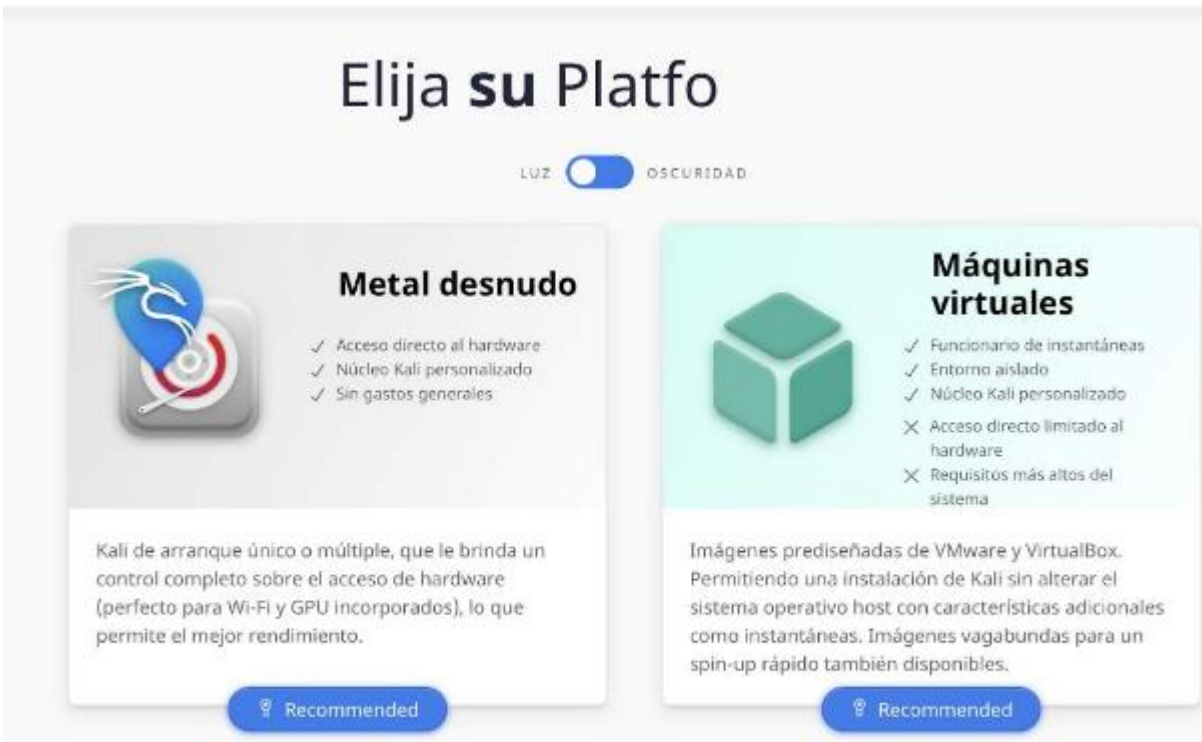 Elija su Platfo
LUZ OSCURIDAD
Metal desnudo
Acceso directo al hardware
Núcleo Kali personalizado
Sin gastos generales
Kali de arranque único o múltiple, que le brinda un
control completo sobre el acceso de hardware
(perfecto para Wi-Fi y GPU incorporados), lo que
permite el mejor rendimiento.
Recommended
Máquinas
virtuales
Funcionario de instantáneas
Entorno aislado
Núcleo Kali personalizado
Acceso directo limitado al
hardware
Requisitos más altos del
sistema
Imágenes prediseñadas de VMware y VirtualBox.
Permitiendo una instalación de Kali sin alterar el
sistema operativo host con características adicionales
como instantáneas. Imágenes vagabundas para un
spin-up rápido también disponibles.
Recommended